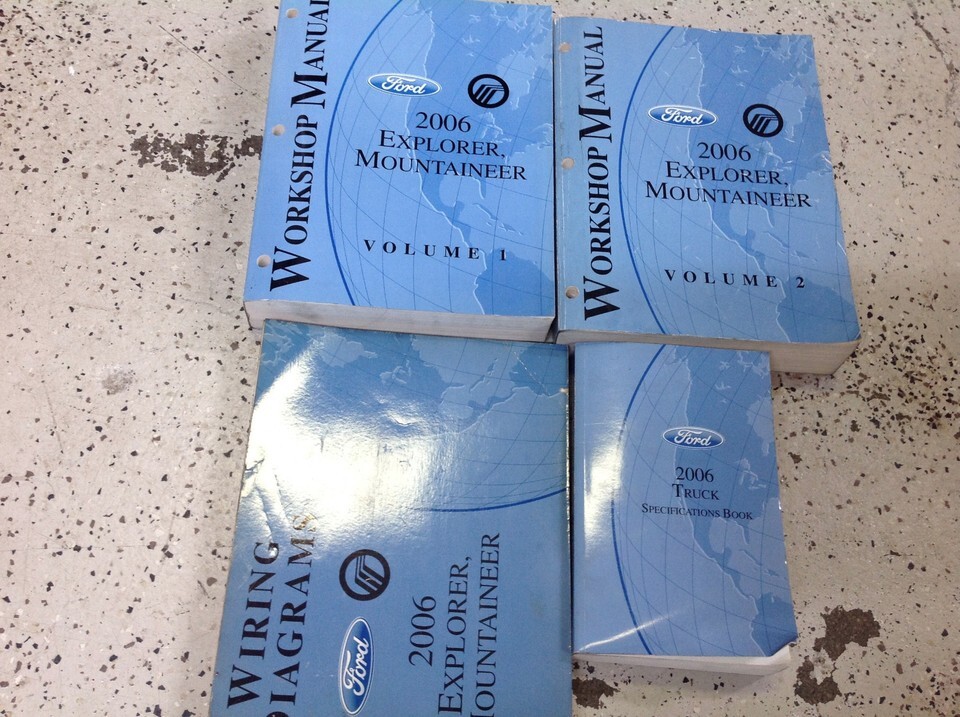 WORKSHOP MANUAL
Ford
2006
EXPLORER,
MOUNTAINEER
VOLUME 1
WORKSHOP MANUAL
Ford
2006
EXPLORER,
MOUNTAINEER
VOLUME 2
WIRING
DIAGRAMS
Ford
2006
EXPLORER,
MOUNTAINEER
Ford
2006
TRUCK
SPECIFICATIONS BOOK